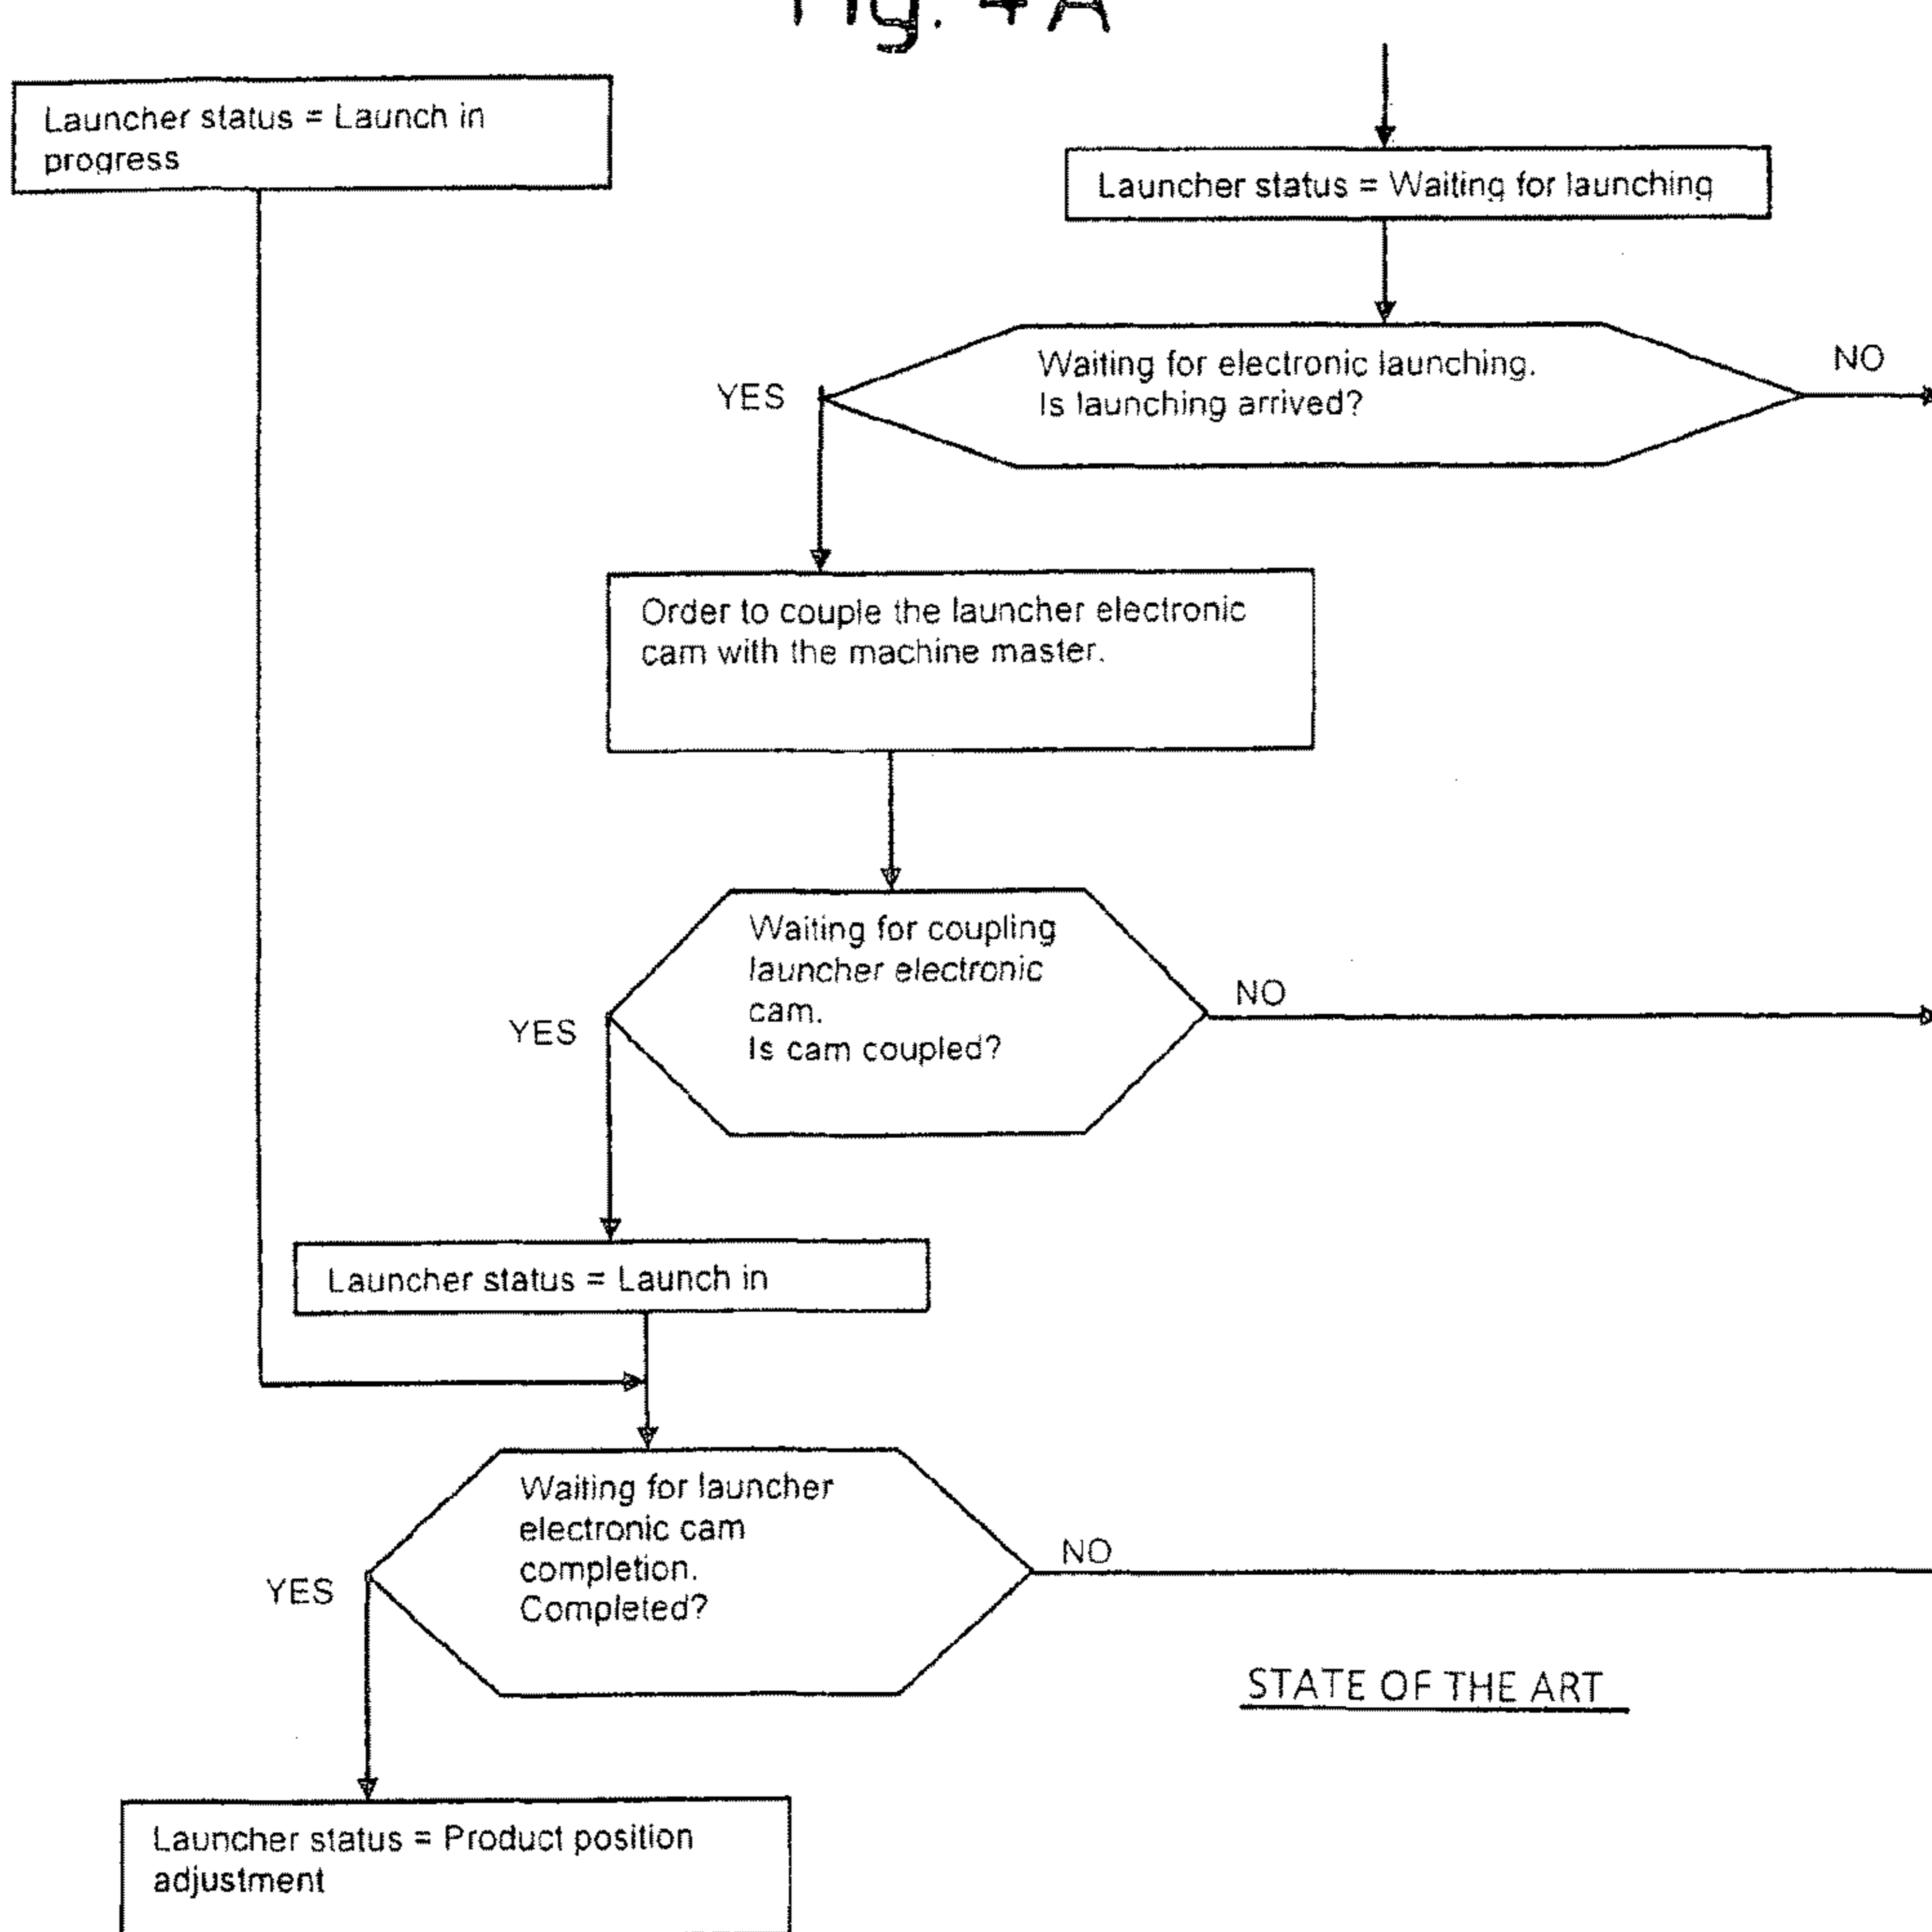 Fig. 4A
Launcher status = Launch in
progress
Launcher status = Waiting for launching
Waiting for electronic launching.
Is launching arrived?
YES
NO
Order to couple the launcher electronic
cam with the machine master.
Waiting for coupling
launcher electronic
cam.
Is cam coupled?
YES
NO
Launcher status = Launch in
Waiting for launcher
electronic cam
completion.
Completed?
YES
NO
STATE OF THE ART
Launcher status = Product position
adjustment